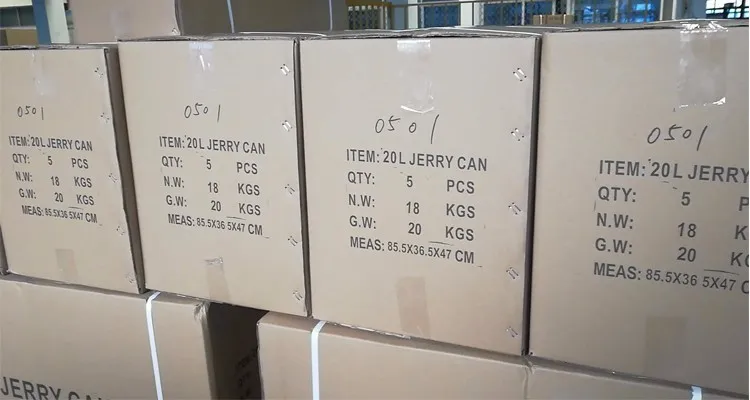 0501
ITEM: 20L JERRY CAN
QTY: 5 PCS
N.W: 18 KGS
G.W: 20 KGS
MEAS: 85.5X36.5X47 CM
0501
ITEM: 20L JERRY CAN
QTY: 5 PCS
N.W: 18 KGS
G.W: 20 KGS
MEAS: 85.5X36 5X47 CM
0501
ITEM: 20L JERRY CAN
QTY: 5 PCS
N.W: 18 KGS
G.W: 20 KGS
MEAS: 85.5X36.5X47 CM
0501
ITEM: 20L JERRY
QTY: 5 P
N.W: 18 KG
G.W: 20 KG
MEAS: 85.5X36 5X47 C
JERRY CAN